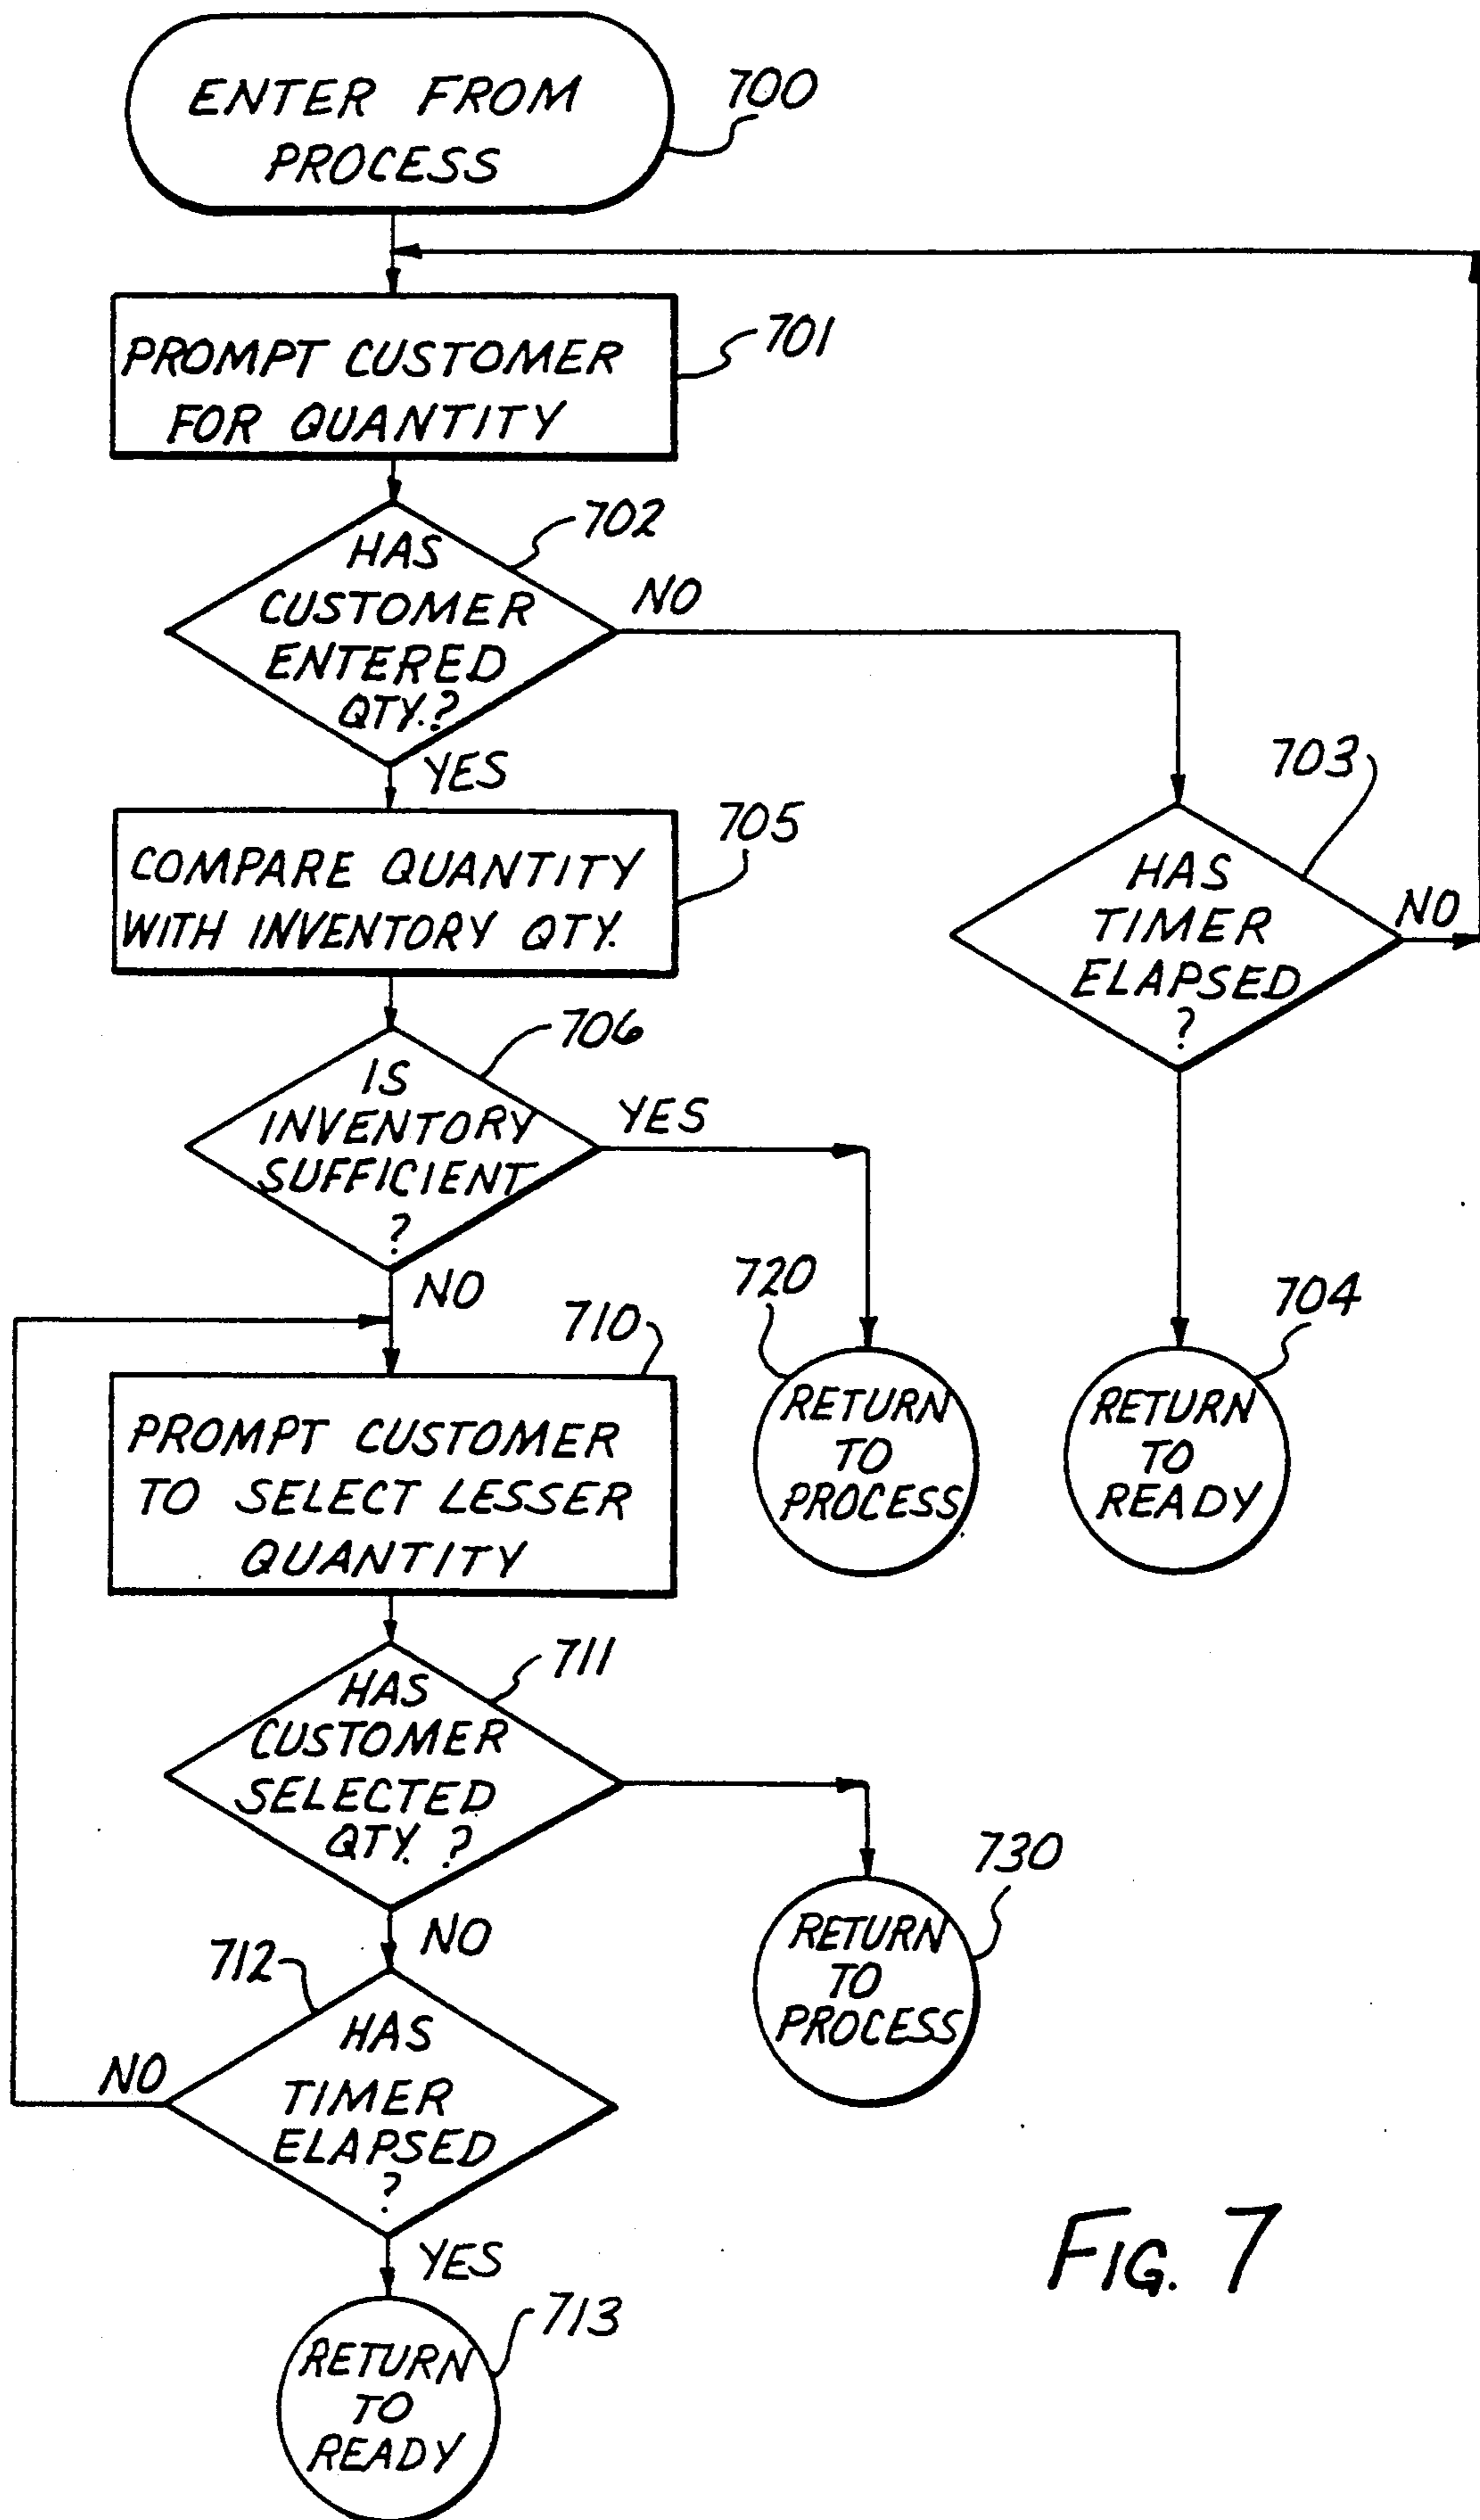 ENTER FROM
PROCESS
700
PROMPT CUSTOMER
FOR QUANTITY
701
HAS
CUSTOMER
ENTERED
QTY.?
702
NO
YES
703
HAS
TIMER
ELAPSED
?
NO
COMPARE QUANTITY
WITH INVENTORY QTY.
705
IS
INVENTORY
SUFFICIENT
?
706
YES
NO
720
RETURN
TO
PROCESS
704
RETURN
TO
READY
710
PROMPT CUSTOMER
TO SELECT LESSER
QUANTITY
HAS
CUSTOMER
SELECTED
QTY. ?
711
NO
730
RETURN
TO
PROCESS
712
HAS
TIMER
ELAPSED
?
NO
YES
713
RETURN
TO
READY
FIG. 7